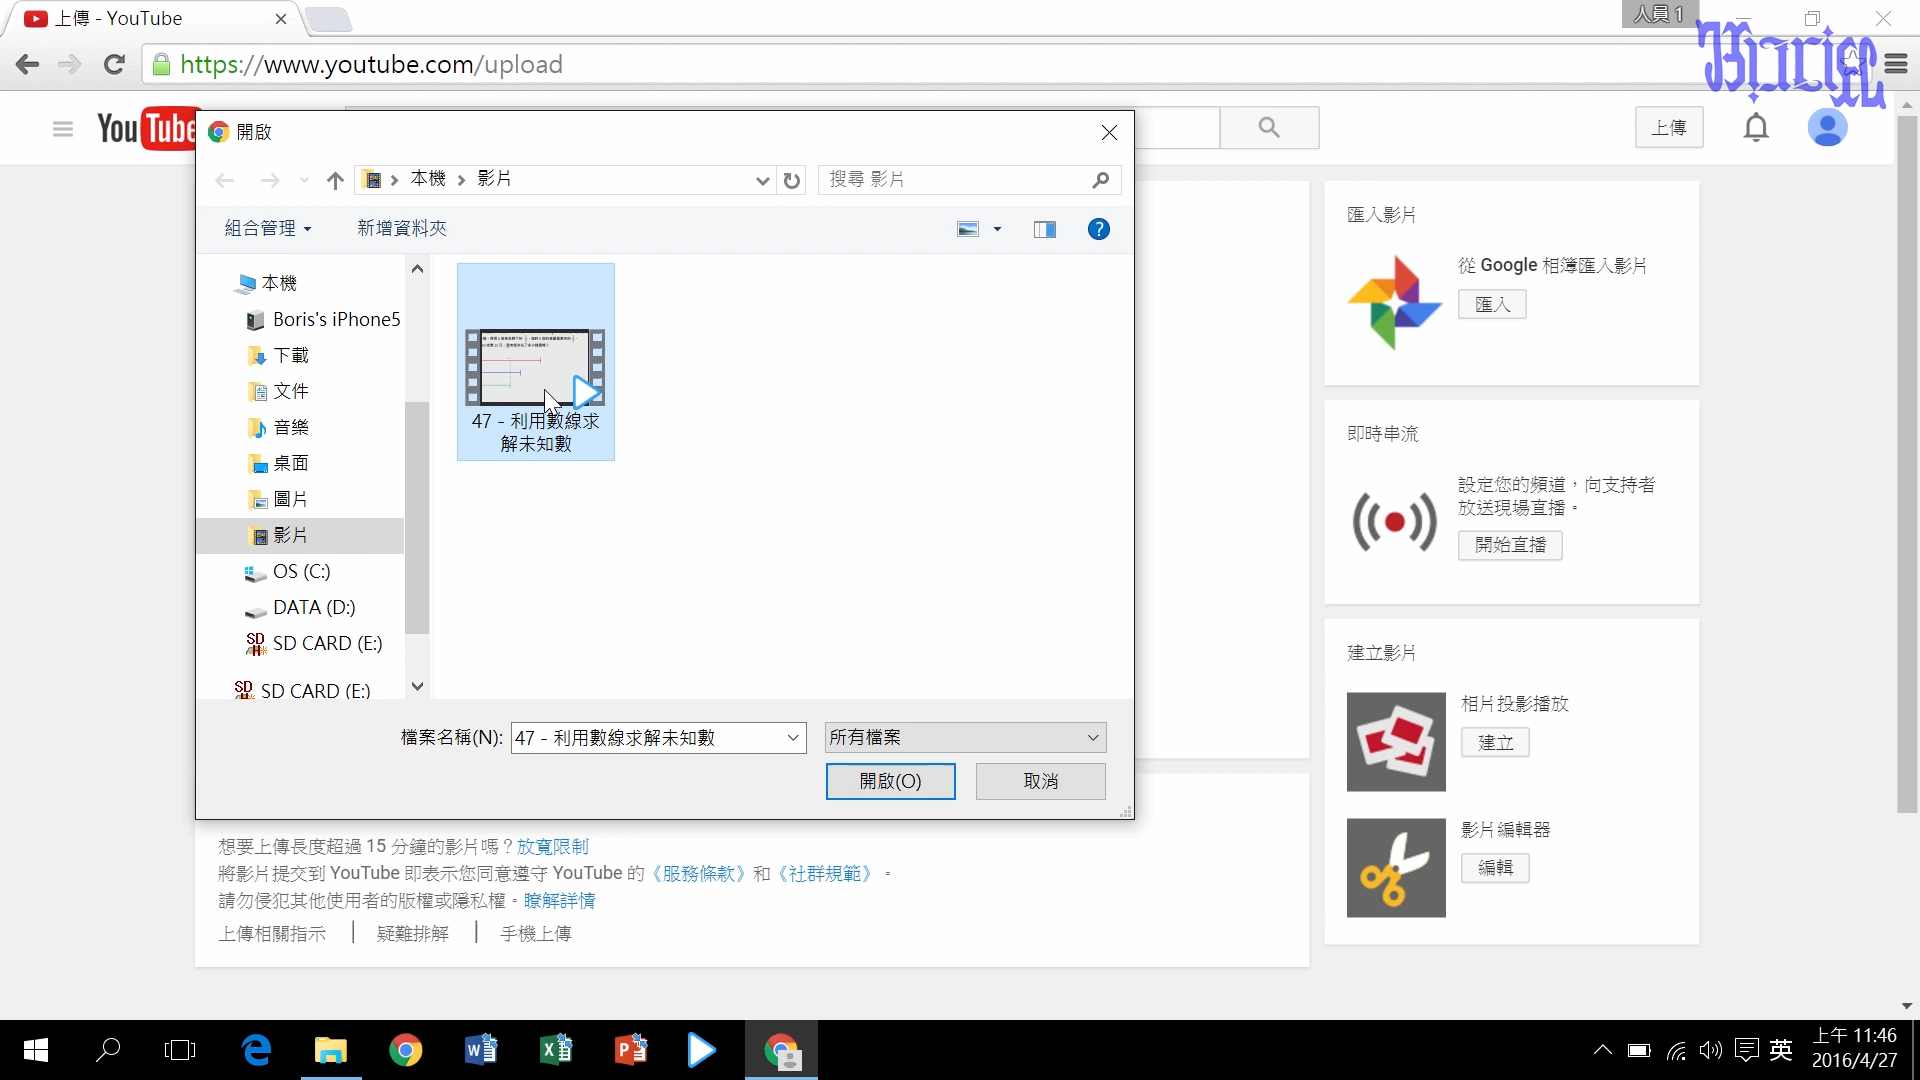 上傳 - YouTube
人員 1
https://www.youtube.com/upload
YouTube
上傳
開啟
本機 影片
搜尋 影片
組合管理
新增資料夾
本機
Boris's iPhone5
下載
文件
音樂
桌面
圖片
影片
OS (C:)
DATA (D:)
SD CARD (E:)
SD CARD (E:)
47 - 利用數線求
解未知數
檔案名稱(N):
47 - 利用數線求解未知數
所有檔案
開啟(O)
取消
匯入影片
從 Google 相簿匯入影片
匯入
即時串流
設定您的頻道，向支持者
放送現場直播。
開始直播
建立影片
相片投影播放
建立
影片編輯器
編輯
想要上傳長度超過 15 分鐘的影片嗎？放寬限制
將影片提交到 YouTube 即表示您同意遵守 YouTube 的《服務條款》和《社群規範》。
請勿侵犯其他使用者的版權或隱私權。瞭解詳情
上傳相關指示
疑難排解
手機上傳
英
上午 11:46
2016/4/27